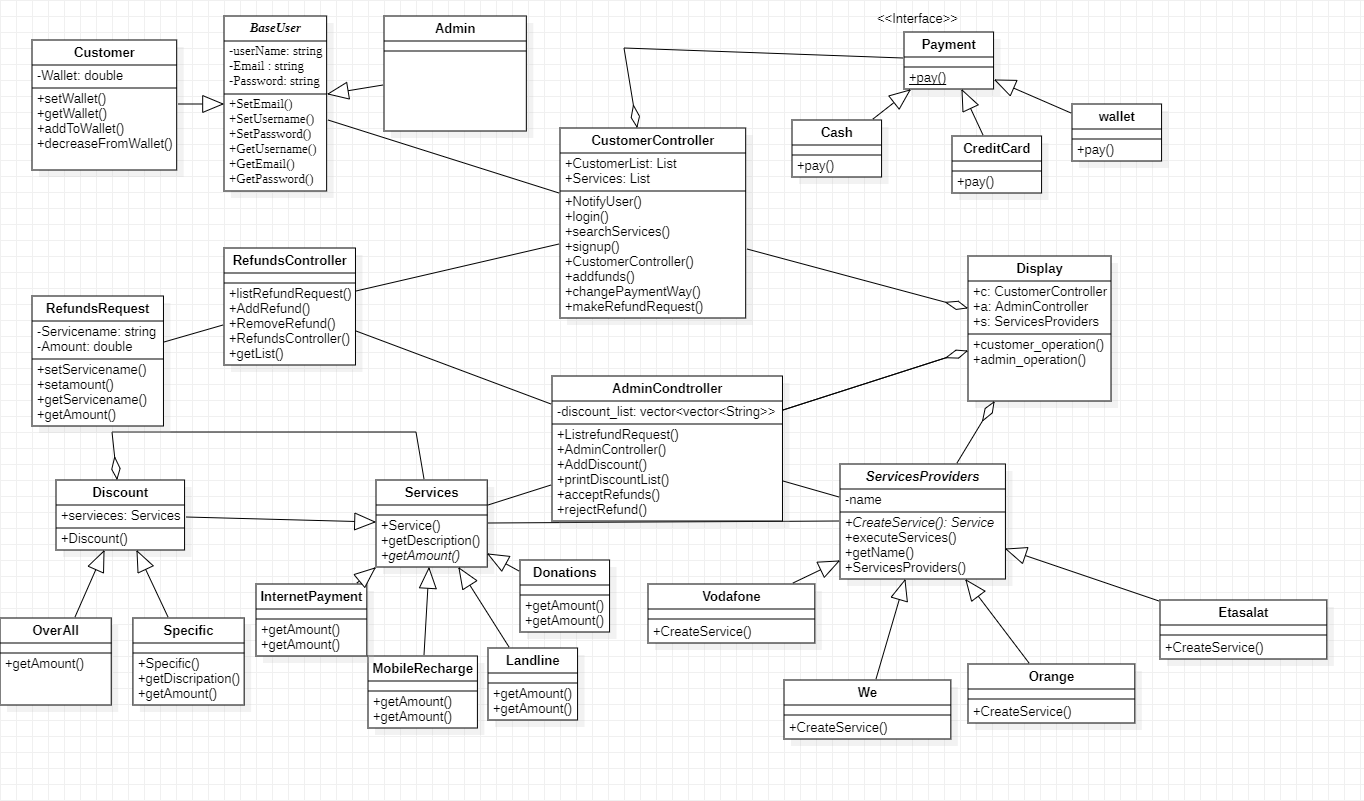 Customer
-Wallet: double
+setWallet()
+getWallet()
+addToWallet()
+decreaseFromWallet()
BaseUser
-userName: string
-Email : string
-Password: string
+SetEmail()
+SetUsername()
+SetPassword()
+GetUsername()
+GetEmail()
+GetPassword()
Admin
<<Interface>>
Payment
+pay()
Cash
+pay()
CreditCard
+pay()
wallet
+pay()
CustomerController
+CustomerList: List
+Services: List
+NotifyUser()
+login()
+searchServices()
+signup()
+CustomerController()
+addfunds()
+changePaymentWay()
+makeRefundRequest()
RefundsController
+listRefundRequest()
+AddRefund()
+RemoveRefund()
+RefundsController()
+getList()
RefundsRequest
-Servicename: string
-Amount: double
+setServicename()
+setamount()
+getServicename()
+getAmount()
Display
+c: CustomerController
+a: AdminController
+s: ServicesProviders
+customer_operation()
+admin_operation()
AdminCondtroller
-discount_list: vector<vector<String>>
+ListrefundRequest()
+AdminController()
+AddDiscount()
+printDiscountList()
+acceptRefunds()
+rejectRefund()
Discount
+servieces: Services
+Discount()
Services
+Service()
+getDescription()
+getAmount()
ServicesProviders
-name
+CreateService(): Service
+executeServices()
+getName()
+ServicesProviders()
OverAll
+getAmount()
Specific
+Specific()
+getDiscripation()
+getAmount()
InternetPayment
+getAmount()
+getAmount()
MobileRecharge
+getAmount()
+getAmount()
Landline
+getAmount()
+getAmount()
Donations
+getAmount()
+getAmount()
Vodafone
+CreateService()
We
+CreateService()
Orange
+CreateService()
Etasalat
+CreateService()